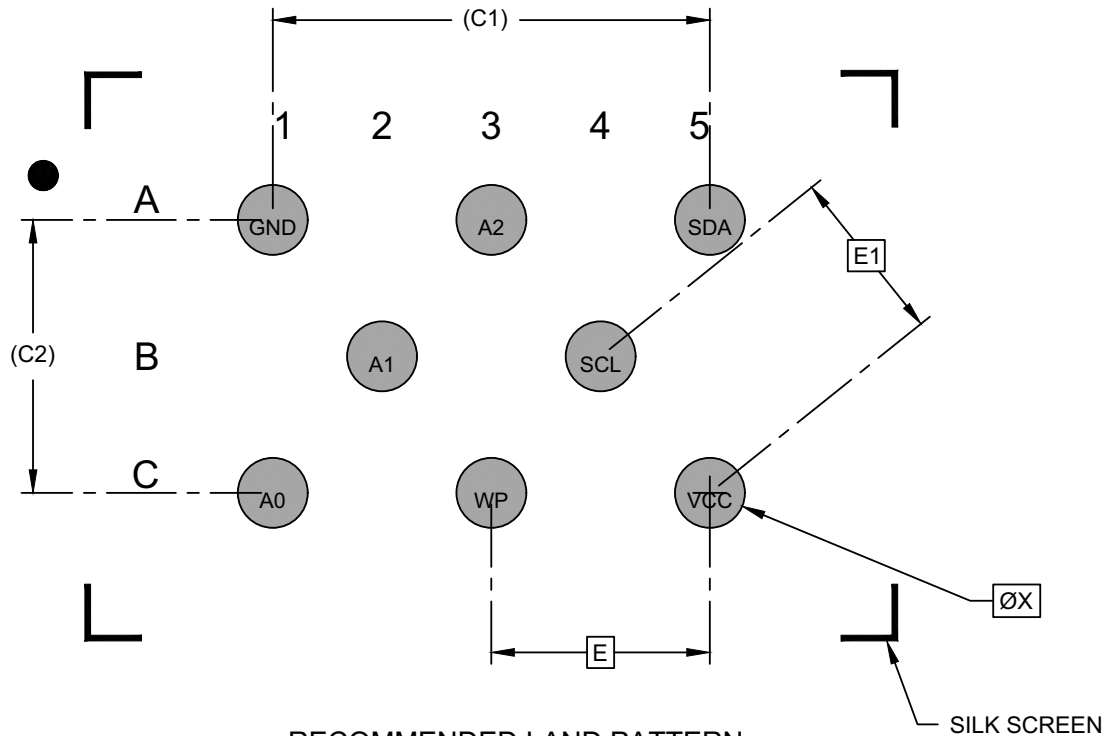 (C1)
1 2 3 4 5
A
GND A2 SDA
E1
(C2)
B
A1 SCL
C
A0 WP VCC
ØX
E
SILK SCREEN
RECOMMENDED LAND PATTERN